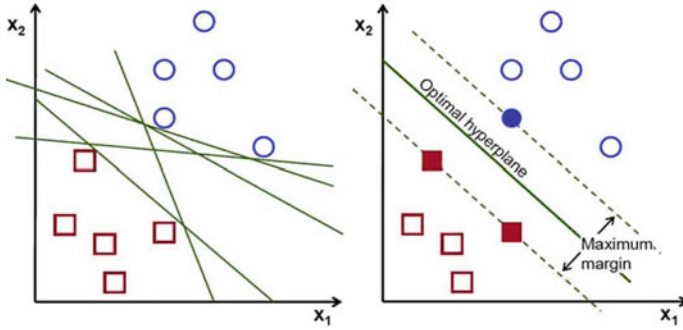 x₂
x₁
x₂
Optimal hyperplane
Maximum
margin
x₁